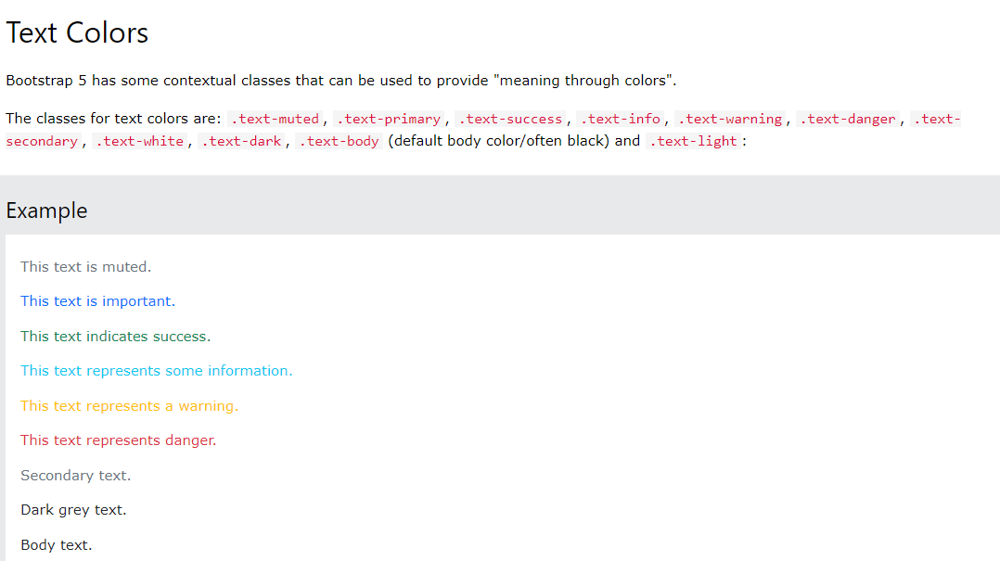 Text Colors
Bootstrap 5 has some contextual classes that can be used to provide "meaning through colors".
The classes for text colors are: .text-muted, .text-primary, .text-success, .text-info, .text-warning, .text-danger, .text-
secondary, .text-white, .text-dark, .text-body (default body color/often black) and .text-light:
Example
This text is muted.
This text is important.
This text indicates success.
This text represents some information.
This text represents a warning.
This text represents danger.
Secondary text.
Dark grey text.
Body text.